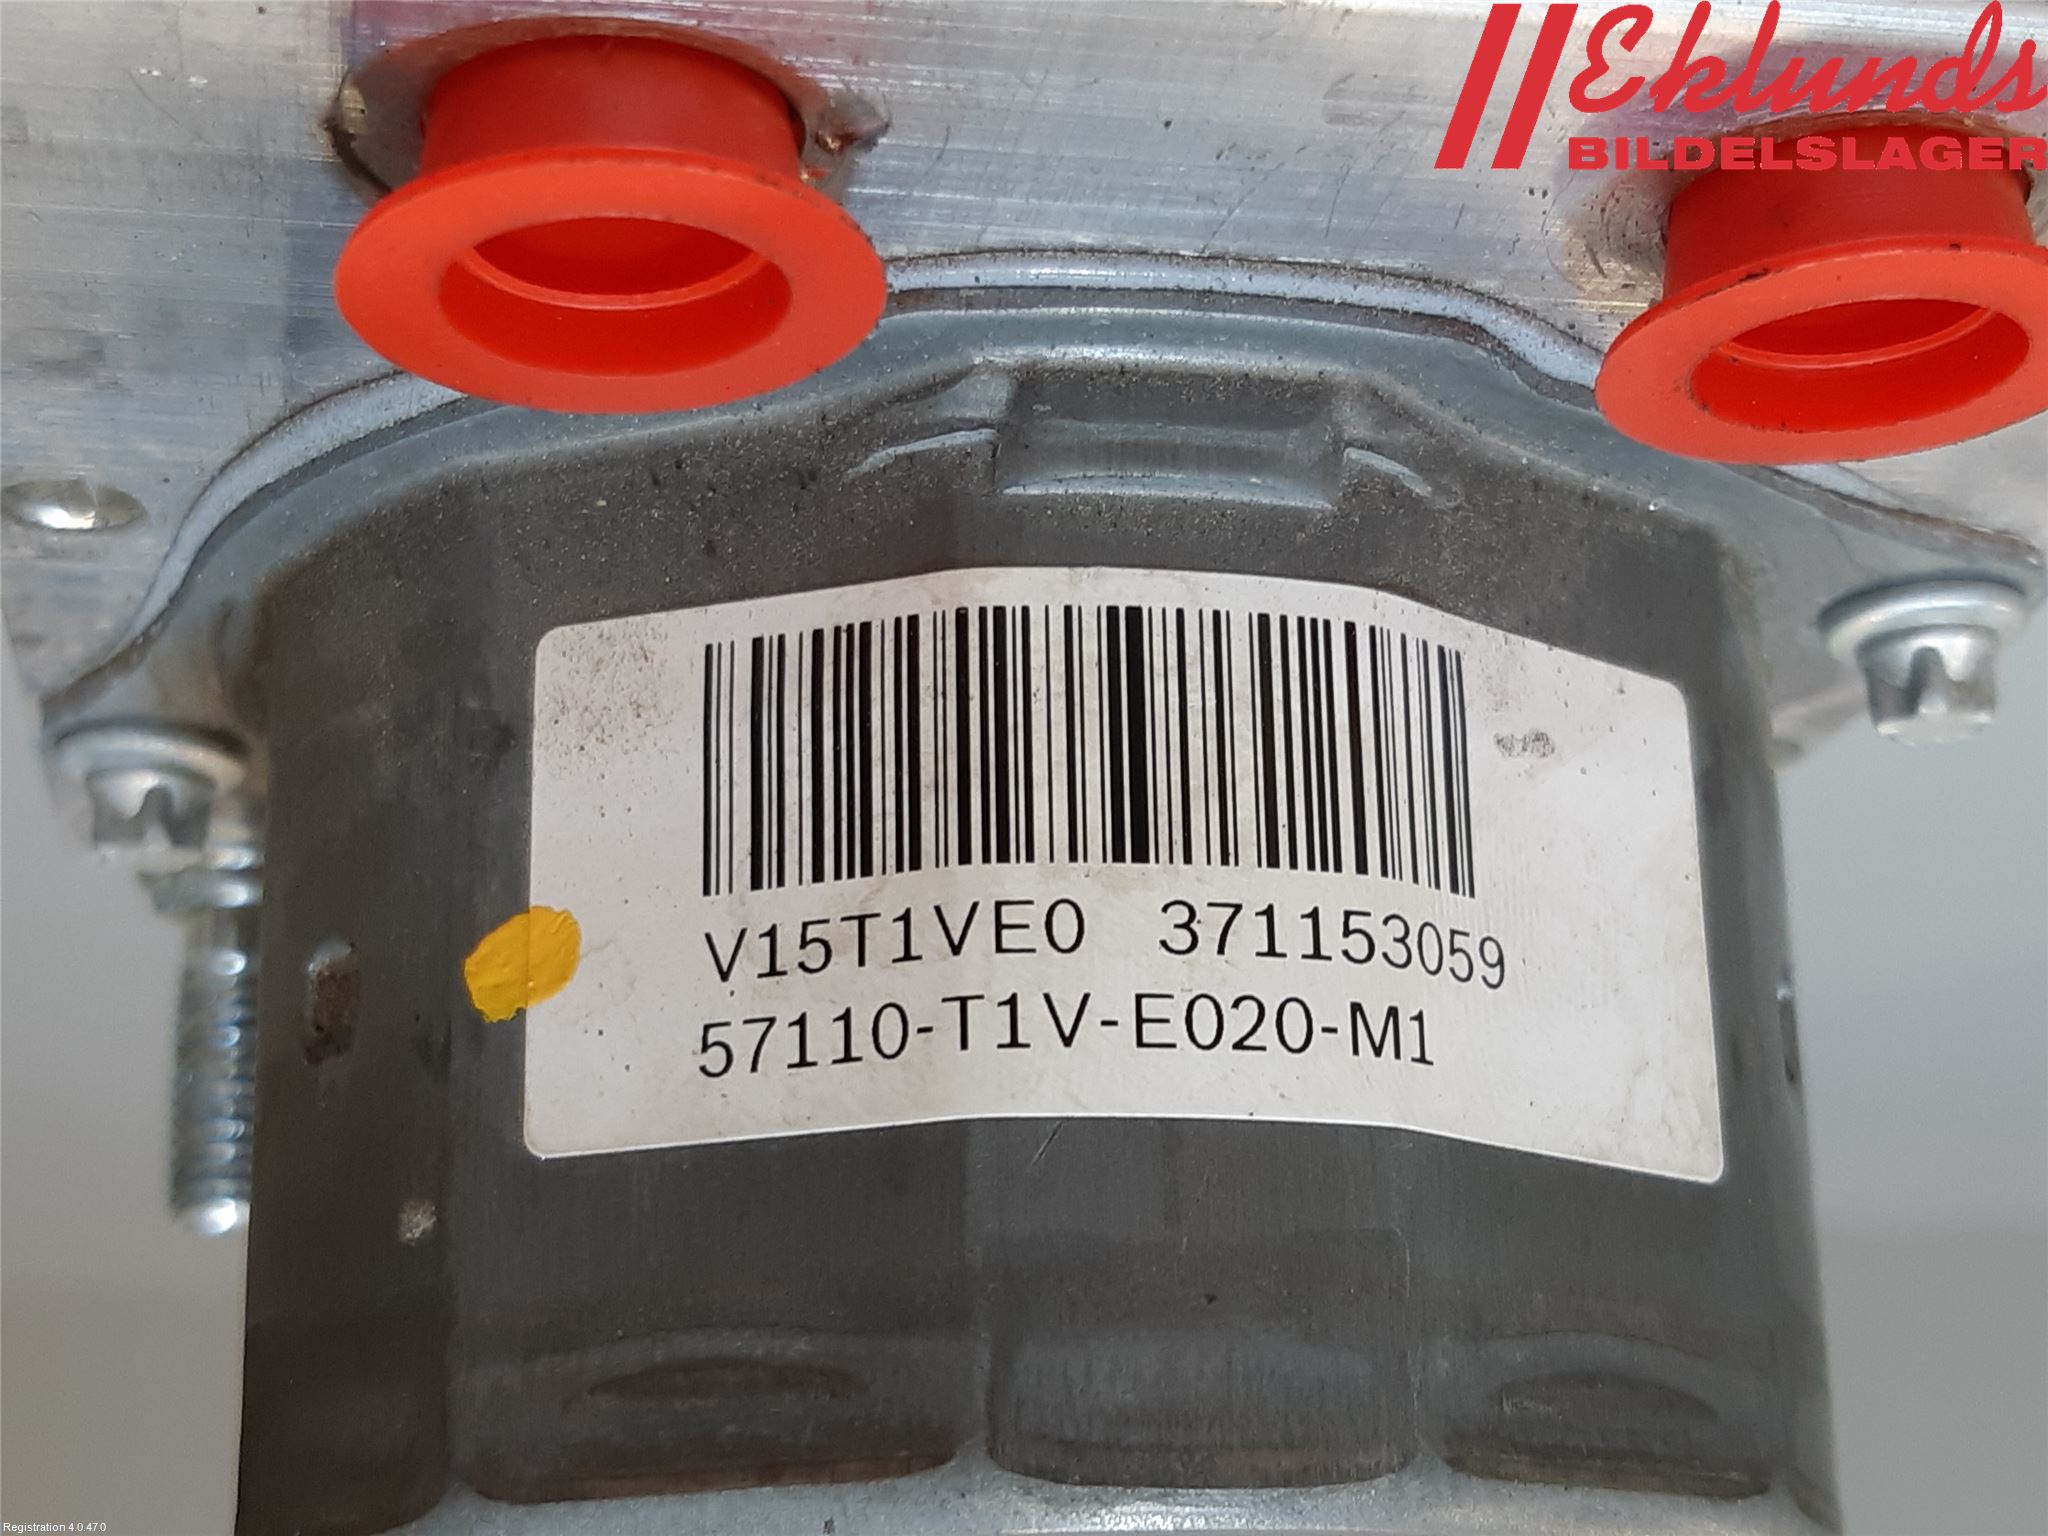 Eklunds
BILDELSLAGER
V15T1VE0 371153059
57110-T1V-E020-M1
Registration 4.0.47.0